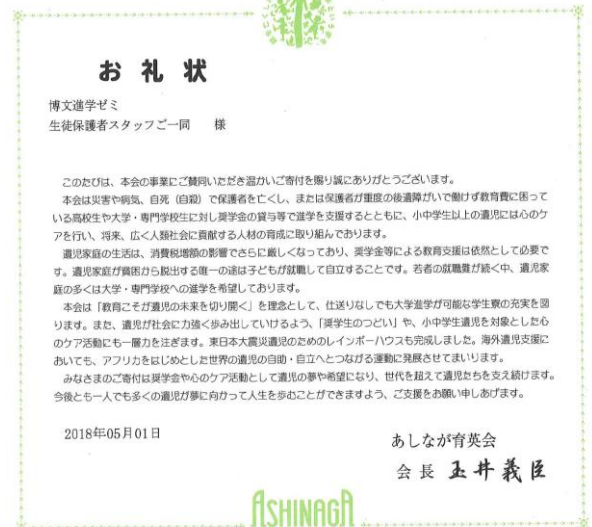 お礼状
博文進学ゼミ
生徒保護者スタッフご一同　様
このたびは、本会の事業にご賛同いただき温かいご寄付を賜り誠にありがとうございます。
本会は災害や病気、自死（自殺）で保護者を亡くし、または保護者が重度の後遺障がいで働けず教育費に困って
いる高校生や大学・専門学校生に対し奨学金の貸与等で進学を支援するとともに、小中学生以上の遺児には心のケ
アを行い、将来、広く人類社会に貢献する人材の育成に取り組んでおります。
遺児家庭の生活は、消費税増額の影響でさらに厳しくなっており、奨学金等による教育支援は依然として必要で
す。遺児家庭が貧困から脱出する唯一の途は子どもが就職して自立することです。若者の就職難が続く中、遺児家
庭の多くは大学・専門学校への進学を希望しております。
本会は「教育こそが遺児の未来を切り開く」を理念として、仕送りなしでも大学進学が可能な学生寮の充実を図
ります。また、遺児が社会に力強く歩み出していけるよう、「奨学生のつどい」や、小中学生遺児を対象とした心
のケア活動にも一層力を注ぎます。東日本大震災遺児のためのレインボーハウスも完成しました。海外遺児支援に
おいても、アフリカをはじめとした世界の遺児の自助・自立へとつながる運動に発展させてまいります。
みなさまのご寄付は奨学金や心のケア活動として遺児の夢や希望になり、世代を超えて遺児たちを支え続けます。
今後とも一人でも多くの遺児が夢に向かって人生を歩むことができますよう、ご支援をお願い申しあげます。
2018年05月01日
あしなが育英会
会長 玉井義臣
ASHINAGA